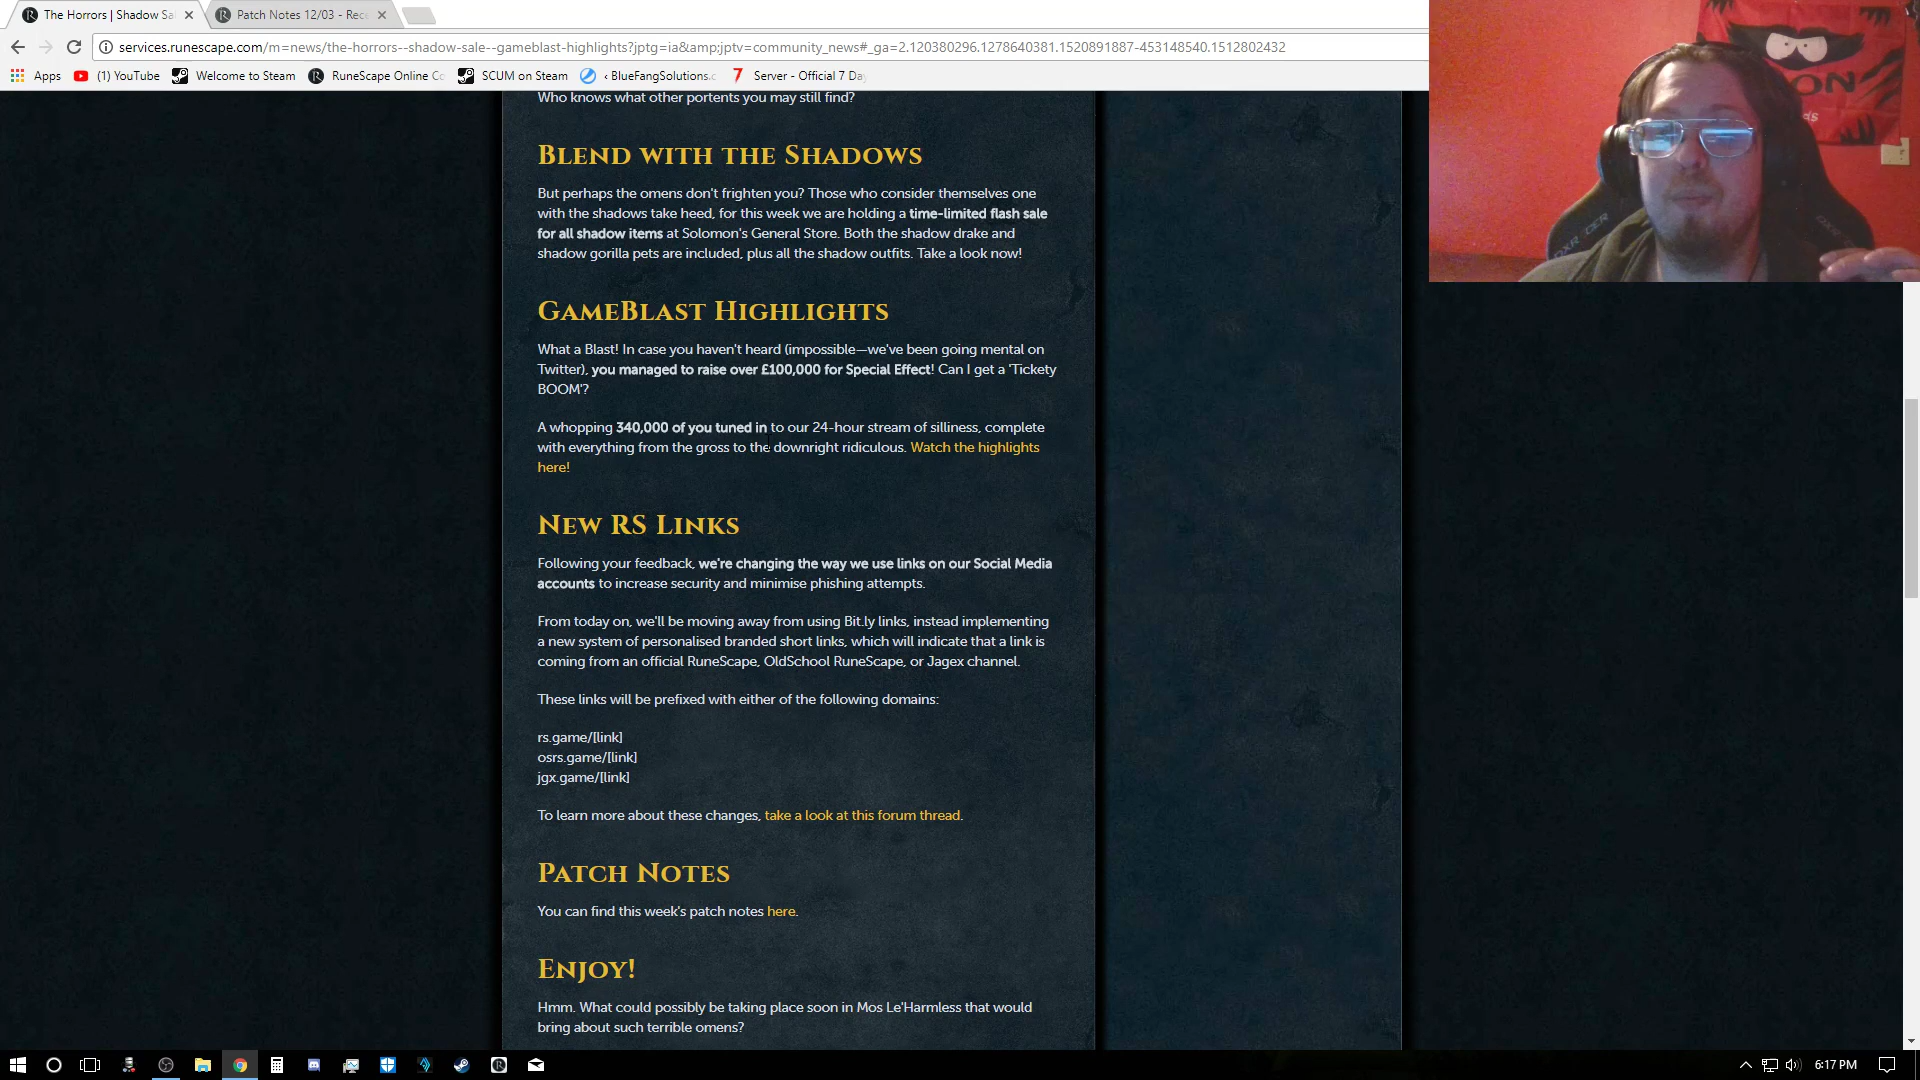 The Horrors | Shadow Sa
Patch Notes 12/03 - Rece
services.runescape.com/m=news/the-horrors--shadow-sale--gameblast-highlights?jptg=ia&amp;jptv=community_news#_ga=2.120380296.1278640381.1520891887-453148540.1512802432
Apps
(1) YouTube
Welcome to Steam
RuneScape Online Co
SCUM on Steam
‹ BlueFangSolutions.c
7
Server - Official 7 Day
ON
ds
Who knows what other portents you may still find?
Blend with the Shadows
But perhaps the omens don't frighten you? Those who consider themselves one
with the shadows take heed, for this week we are holding a time-limited flash sale
for all shadow items at Solomon's General Store. Both the shadow drake and
shadow gorilla pets are included, plus all the shadow outfits. Take a look now!
GameBlast Highlights
What a Blast! In case you haven't heard (impossible—we've been going mental on
Twitter), you managed to raise over £100,000 for Special Effect! Can I get a 'Tickety
BOOM'?
A whopping 340,000 of you tuned in to our 24-hour stream of silliness, complete
with everything from the gross to the downright ridiculous. Watch the highlights
here!
New RS Links
Following your feedback, we're changing the way we use links on our Social Media
accounts to increase security and minimise phishing attempts.
From today on, we'll be moving away from using Bit.ly links, instead implementing
a new system of personalised branded short links, which will indicate that a link is
coming from an official RuneScape, OldSchool RuneScape, or Jagex channel.
These links will be prefixed with either of the following domains:
rs.game/[link]
osrs.game/[link]
jgx.game/[link]
To learn more about these changes, take a look at this forum thread.
Patch Notes
You can find this week's patch notes here.
Enjoy!
Hmm. What could possibly be taking place soon in Mos Le'Harmless that would
bring about such terrible omens?
6:17 PM